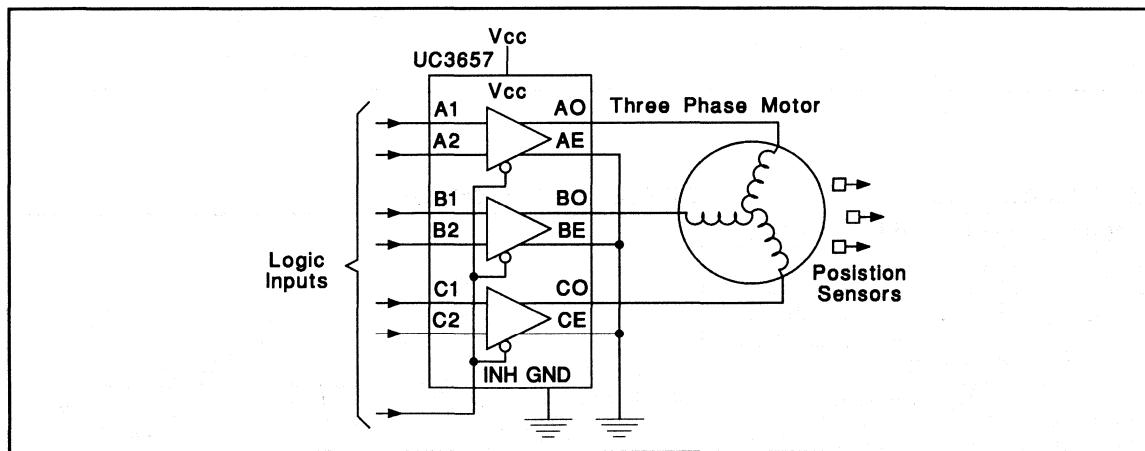 Vcc
UC3657
Vcc
A1
AO
Three Phase Motor
A2
AE
B1
BO
B2
BE
Logic
Inputs
C1
CO
Posistion
Sensors
C2
CE
INH GND